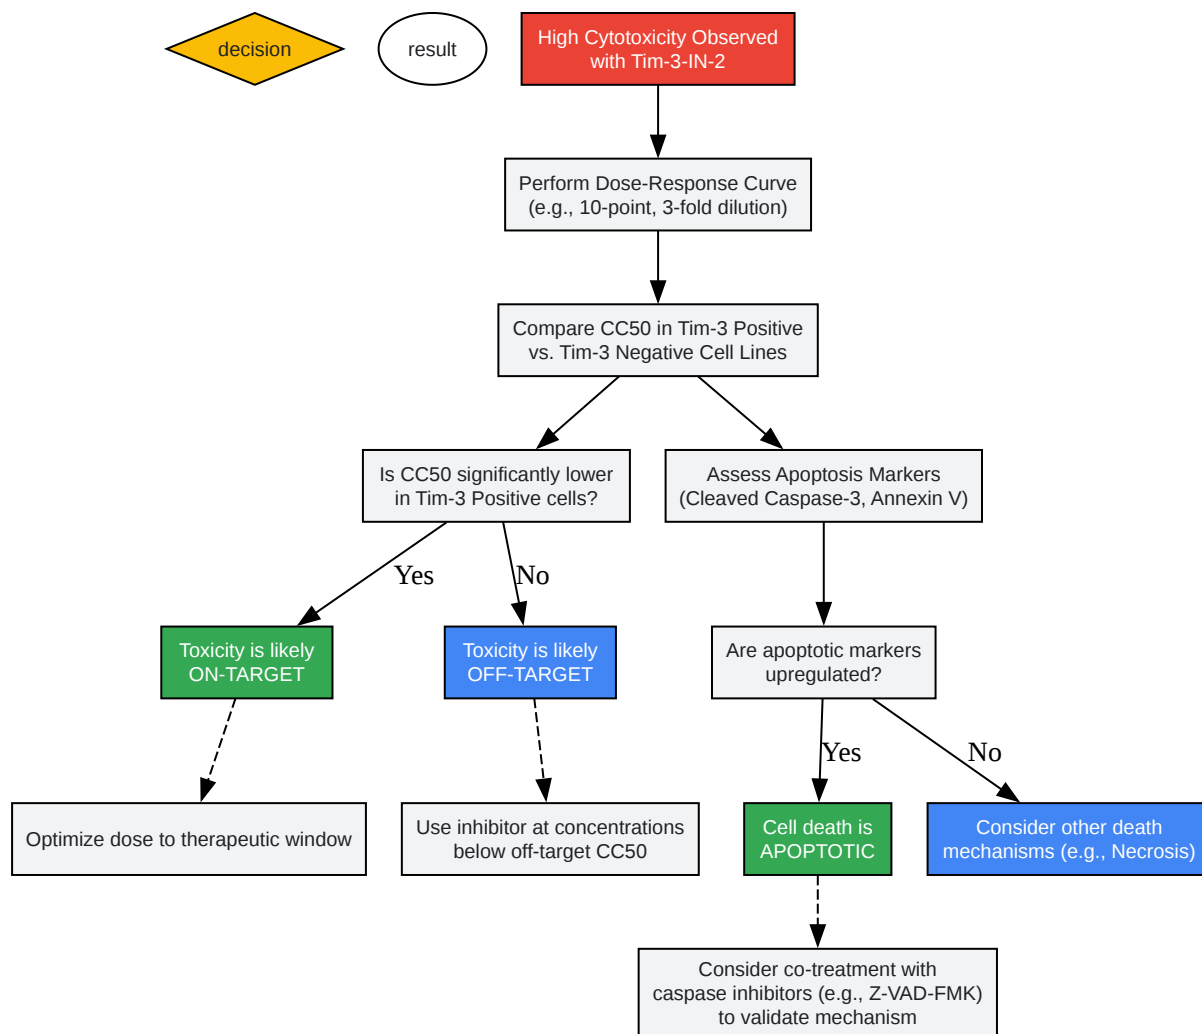 decision
result
High Cytotoxicity Observed
with Tim-3-IN-2
Perform Dose-Response Curve
(e.g., 10-point, 3-fold dilution)
Compare CC50 in Tim-3 Positive
vs. Tim-3 Negative Cell Lines
Is CC50 significantly lower
in Tim-3 Positive cells?
Assess Apoptosis Markers
(Cleaved Caspase-3, Annexin V)
Yes
No
Toxicity is likely
ON-TARGET
Toxicity is likely
OFF-TARGET
Are apoptotic markers
upregulated?
Yes
No
Optimize dose to therapeutic window
Use inhibitor at concentrations
below off-target CC50
Cell death is
APOPTOTIC
Consider other death
mechanisms (e.g., Necrosis)
Consider co-treatment with
caspase inhibitors (e.g., Z-VAD-FMK)
to validate mechanism